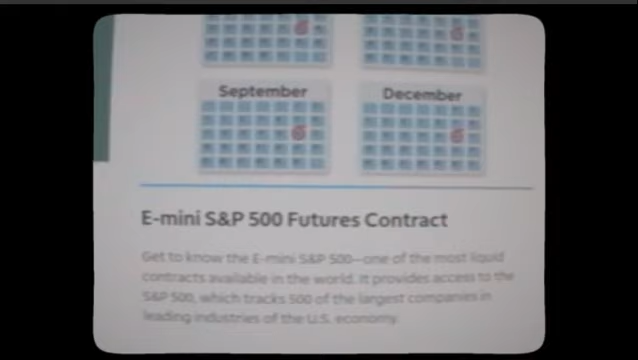 September
December
E-mini S&P 500 Futures Contract
Get to know the E-mini S&P 500—one of the most liquid
contracts available in the world. It provides access to the
S&P 500, which tracks 500 of the largest companies in
leading industries of the U.S. economy.